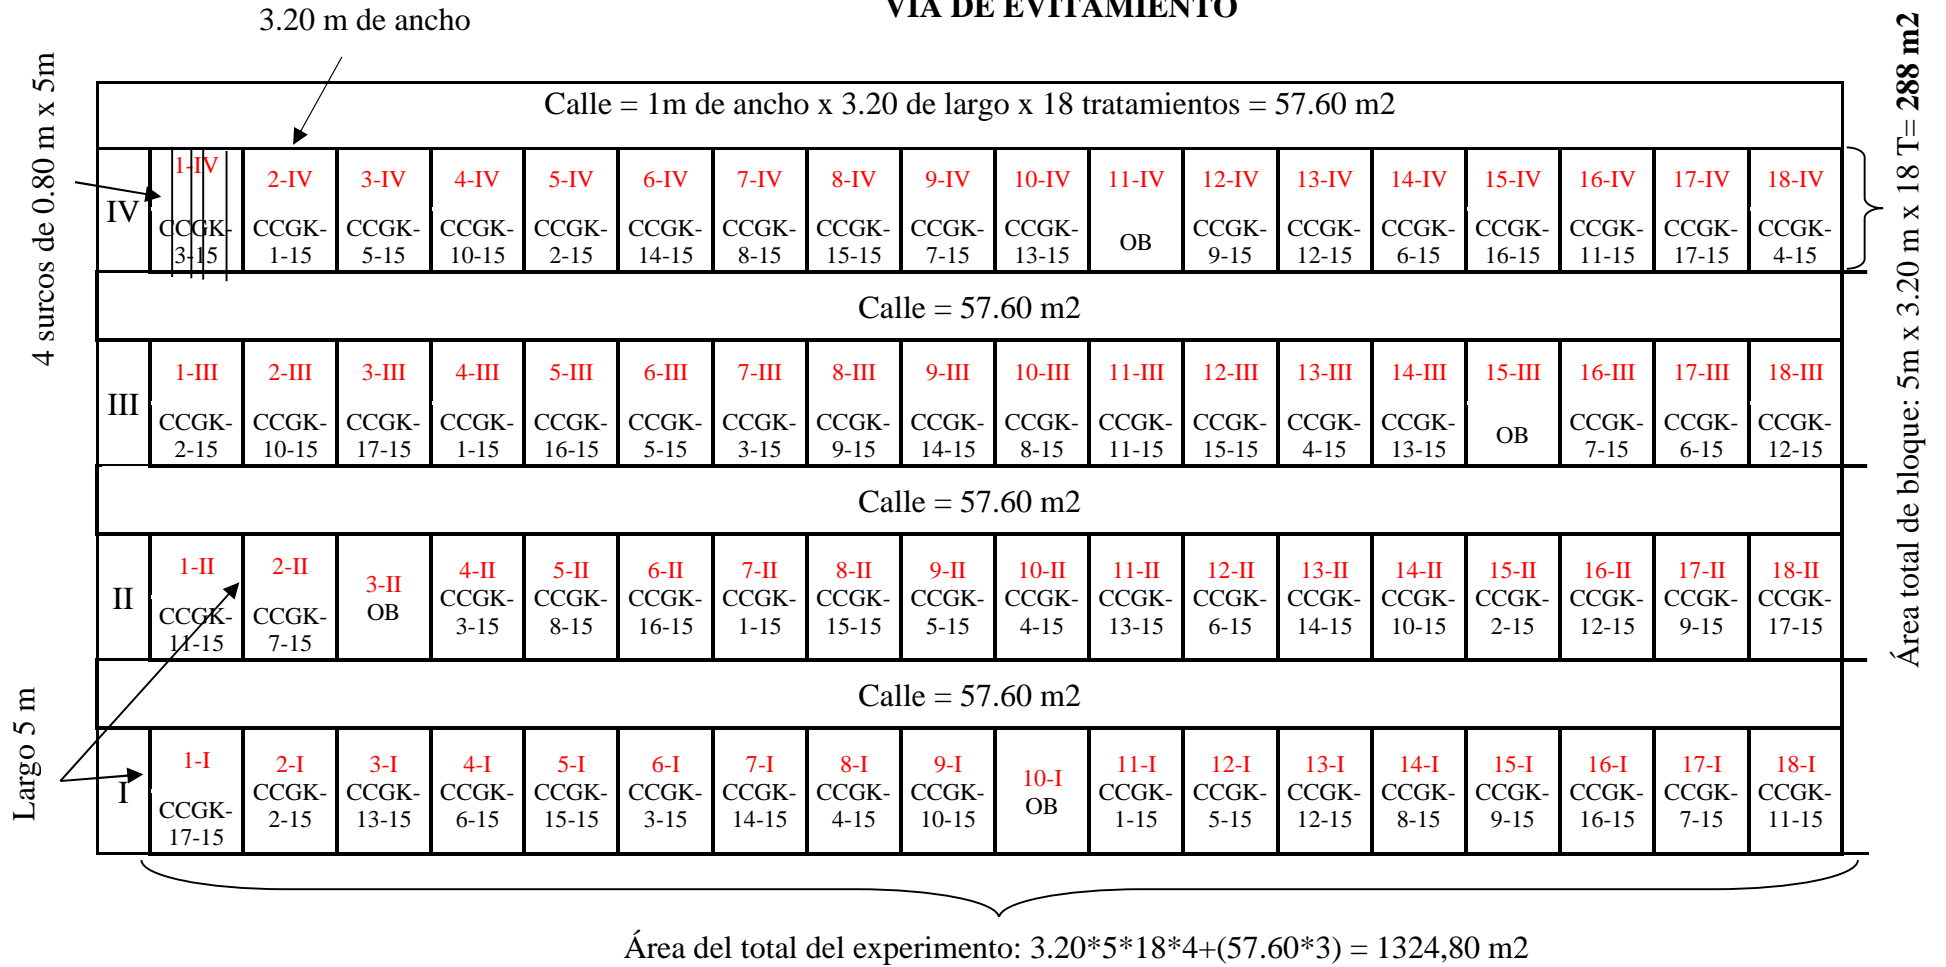 VÍA DE EVITAMIENTO
3.20 m de ancho
4 surcos de 0.80 m x 5m
Calle = 1m de ancho x 3.20 de largo x 18 tratamientos = 57.60 m2
Área total de bloque: 5m x 3.20 m x 18 T= 288 m2
IV
1-IV 2-IV 3-IV 4-IV 5-IV 6-IV 7-IV 8-IV 9-IV 10-IV 11-IV 12-IV 13-IV 14-IV 15-IV 16-IV 17-IV 18-IV
CCGK- CCGK- CCGK- CCGK- CCGK- CCGK- CCGK- CCGK- CCGK- CCGK- OB CCGK- CCGK- CCGK- CCGK- CCGK- CCGK- CCGK-
3-15 1-15 5-15 10-15 2-15 14-15 8-15 15-15 7-15 13-15 9-15 12-15 6-15 16-15 11-15 17-15 4-15
Calle = 57.60 m2
III
1-III 2-III 3-III 4-III 5-III 6-III 7-III 8-III 9-III 10-III 11-III 12-III 13-III 14-III 15-III 16-III 17-III 18-III
CCGK- CCGK- CCGK- CCGK- CCGK- CCGK- CCGK- CCGK- CCGK- CCGK- CCGK- CCGK- CCGK- CCGK- OB CCGK- CCGK- CCGK-
2-15 10-15 17-15 1-15 16-15 5-15 3-15 9-15 14-15 8-15 11-15 15-15 4-15 13-15 7-15 6-15 12-15
Calle = 57.60 m2
II
1-II 2-II 3-II 4-II 5-II 6-II 7-II 8-II 9-II 10-II 11-II 12-II 13-II 14-II 15-II 16-II 17-II 18-II
CCGK- CCGK- OB CCGK- CCGK- CCGK- CCGK- CCGK- CCGK- CCGK- CCGK- CCGK- CCGK- CCGK- CCGK- CCGK- CCGK- CCGK-
11-15 7-15 3-15 8-15 16-15 1-15 15-15 5-15 4-15 13-15 6-15 14-15 10-15 2-15 12-15 9-15 17-15
Calle = 57.60 m2
Largo 5 m
I
1-I 2-I 3-I 4-I 5-I 6-I 7-I 8-I 9-I 10-I 11-I 12-I 13-I 14-I 15-I 16-I 17-I 18-I
CCGK- CCGK- CCGK- CCGK- CCGK- CCGK- CCGK- CCGK- CCGK- OB CCGK- CCGK- CCGK- CCGK- CCGK- CCGK- CCGK- CCGK-
17-15 2-15 13-15 6-15 15-15 3-15 14-15 4-15 10-15 1-15 5-15 12-15 8-15 9-15 16-15 7-15 11-15
Área del total del experimento: 3.20*5*18*4+(57.60*3) = 1324,80 m2